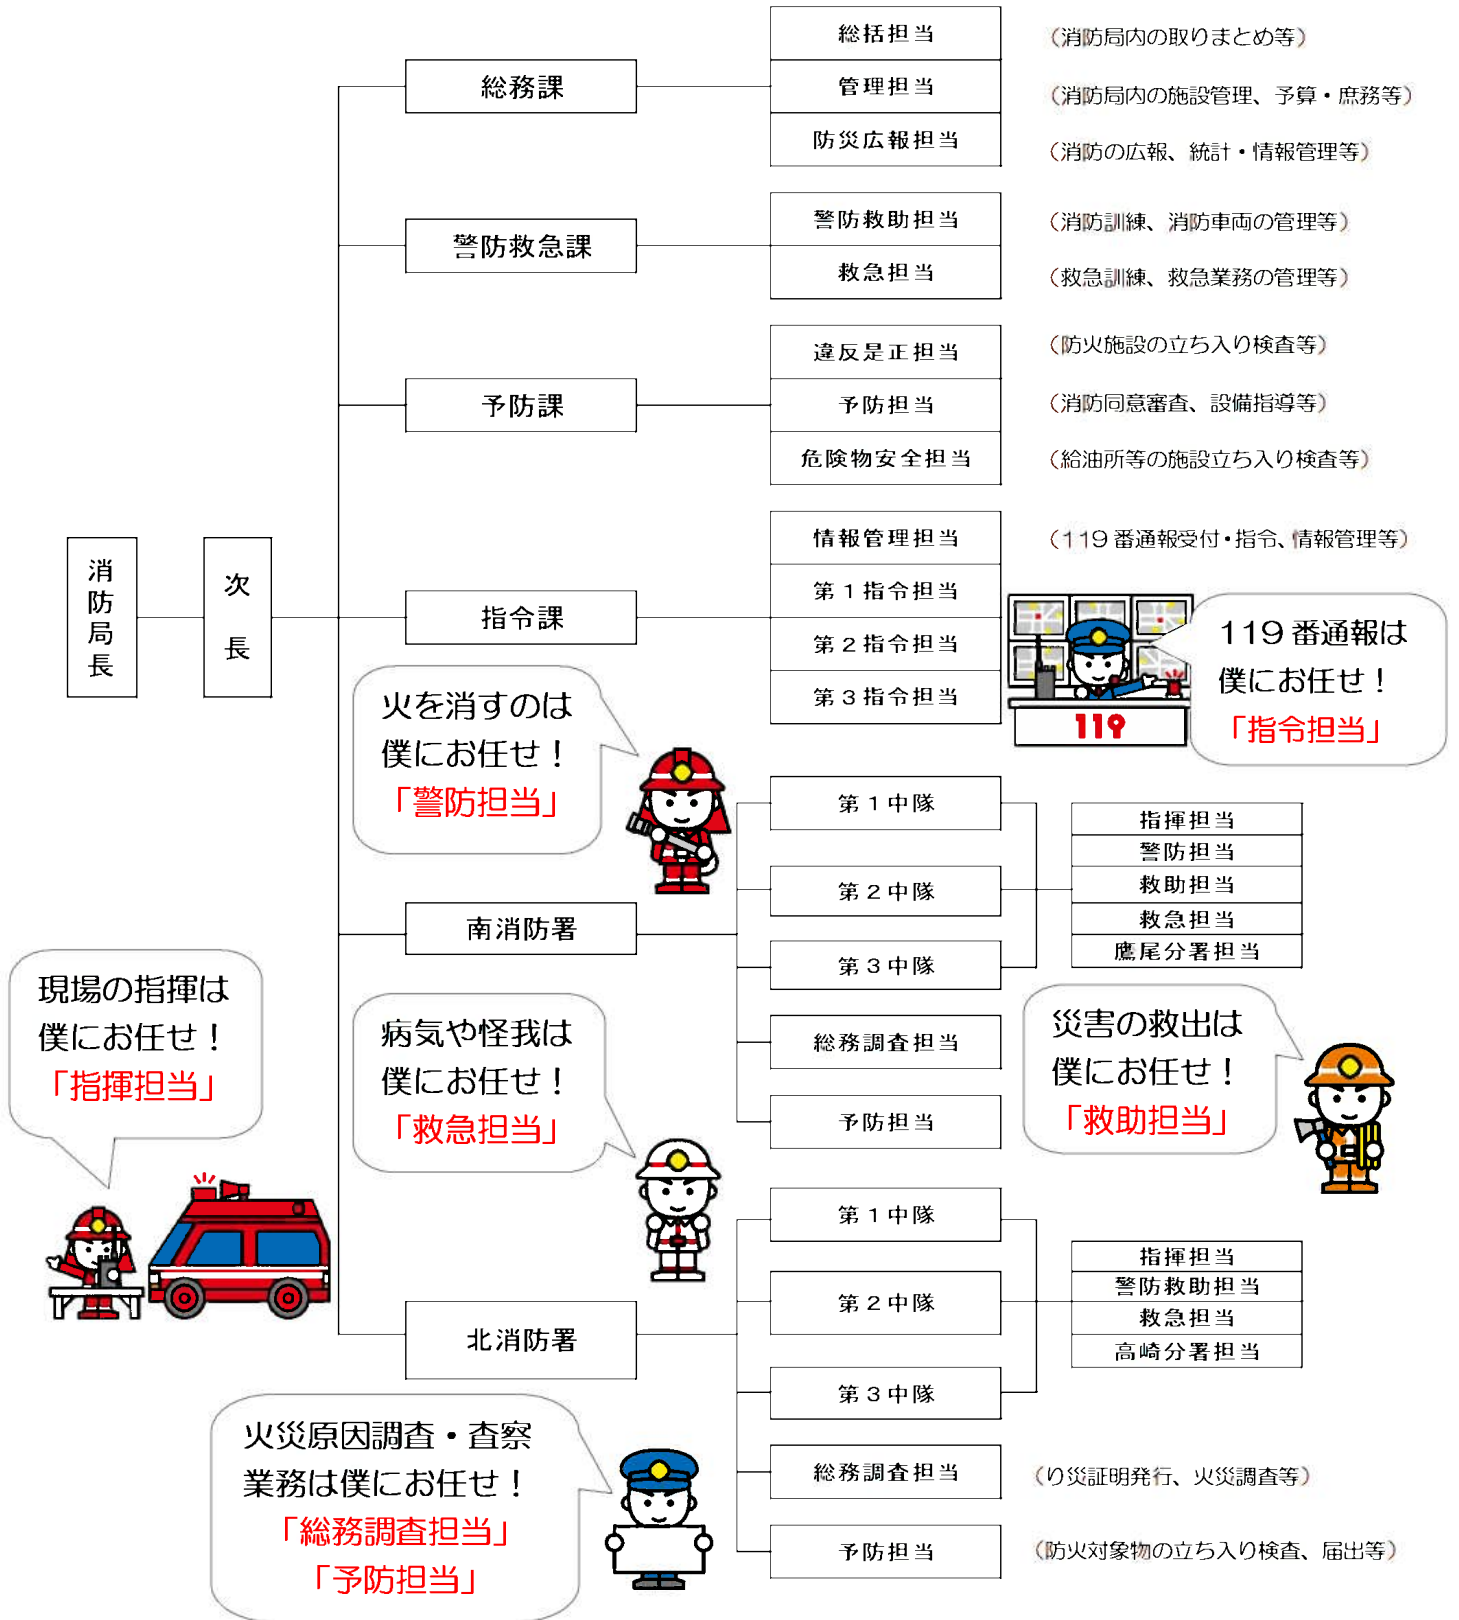 総括担当
(消防局内の取りまとめ等)
総務課
管理担当
(消防局内の施設管理、予算・庶務等)
防災広報担当
(消防の広報、統計・情報管理等)
警防救助担当
(消防訓練、消防車両の管理等)
警防救急課
救急担当
(救急訓練、救急業務の管理等)
違反是正担当
(防火施設の立ち入り検査等)
予防課
予防担当
(消防同意審査、設備指導等)
危険物安全担当
(給油所等の施設立ち入り検査等)
情報管理担当
(119番通報受付・指令、情報管理等)
消防局長
次長
指令課
第1指令担当
第2指令担当
第3指令担当
119
119番通報は
僕にお任せ!
「指令担当」
火を消すのは
僕にお任せ!
「警防担当」
南消防署
第1中隊
第2中隊
第3中隊
指揮担当
警防担当
救助担当
救急担当
鷹尾分署担当
総務調査担当
予防担当
現場の指揮は
僕にお任せ!
「指揮担当」
病気や怪我は
僕にお任せ!
「救急担当」
災害の救出は
僕にお任せ!
「救助担当」
北消防署
第1中隊
第2中隊
第3中隊
指揮担当
警防救助担当
救急担当
高崎分署担当
総務調査担当
(り災証明発行、火災調査等)
予防担当
(防火対象物の立ち入り検査、届出等)
火災原因調査・査察
業務は僕にお任せ!
「総務調査担当」
「予防担当」